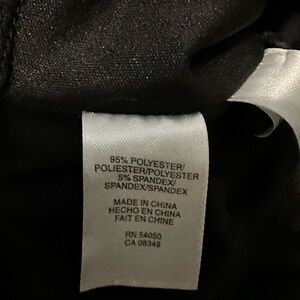 95% POLYESTER/
POLIESTER/POLYESTER
5% SPANDEX/
SPANDEX/SPANDEX
MADE IN CHINA
HECHO EN CHINA
FAIT EN CHINE
RN 54050
CA 08349